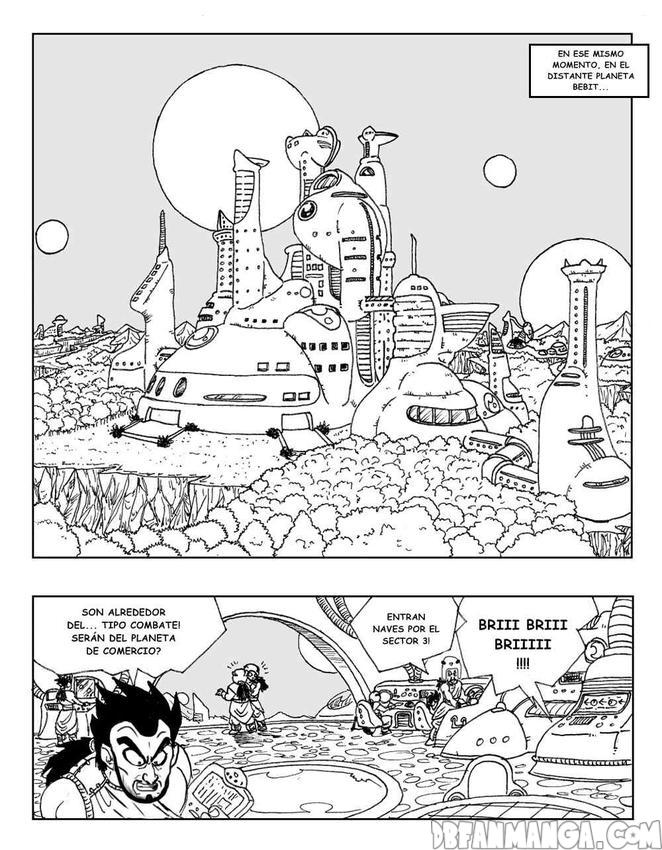 EN ESE MISMO
MOMENTO, EN EL
DISTANTE PLANETA
BEBIT...
SON ALREDEDOR
DEL... TIPO COMBATE!
SERÁN DEL PLANETA
DE COMERCIO?
ENTRAN
NAVES POR EL
SECTOR 3!
BRIII BRIII
BRIIIII
!!!!
DBFANMANGA.COM